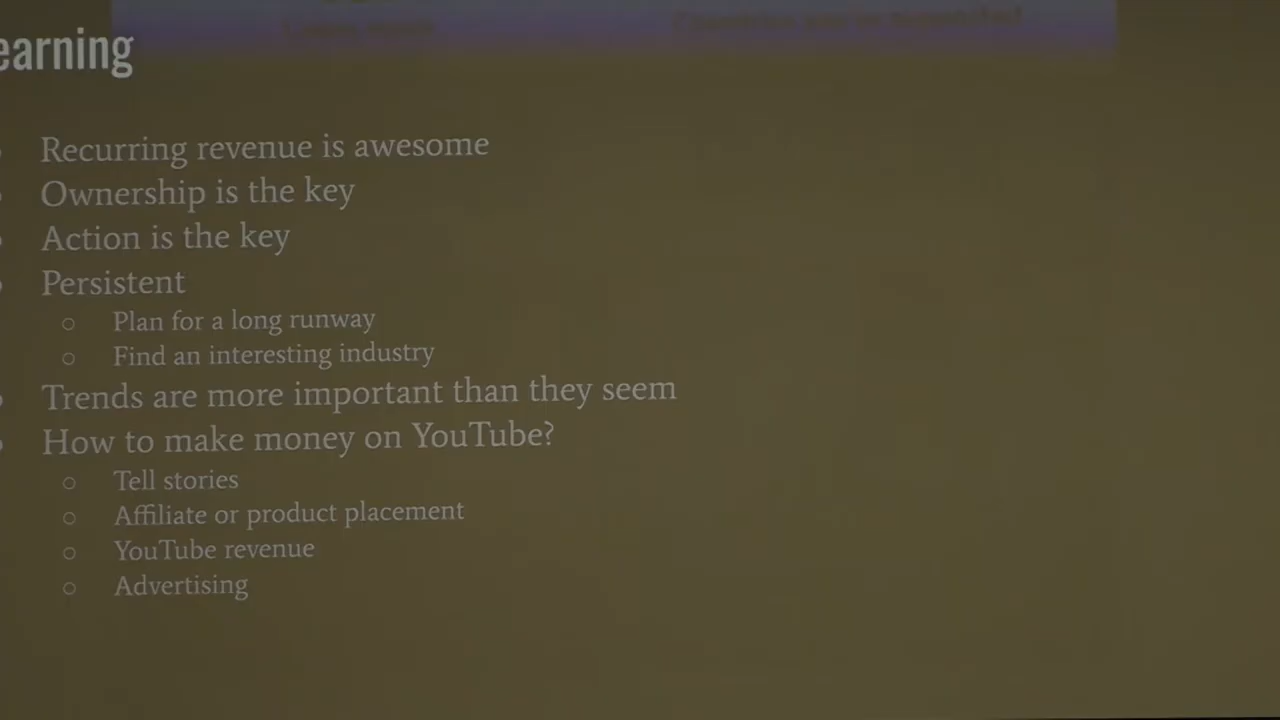 earning
Recurring revenue is awesome
Ownership is the key
Action is the key
Persistent
Plan for a long runway
Find an interesting industry
Trends are more important than they seem
How to make money on YouTube?
Tell stories
Affiliate or product placement
YouTube revenue
Advertising